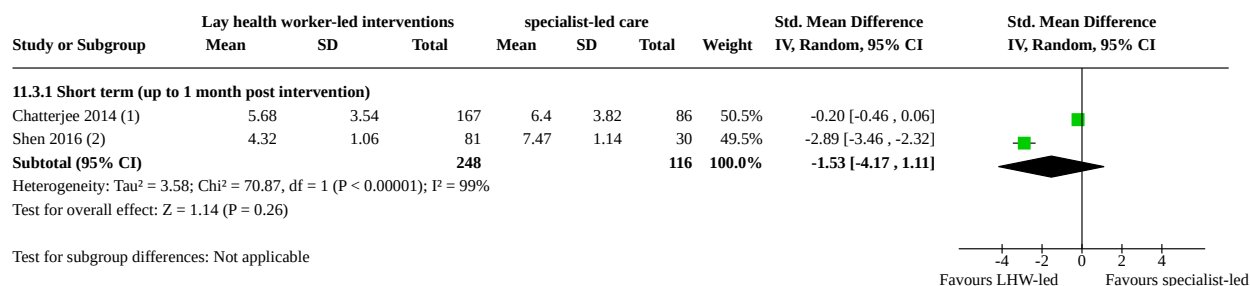 Lay health worker-led interventions specialist-led care Std. Mean Difference Std. Mean Difference
Study or Subgroup Mean SD Total Mean SD Total Weight IV, Random, 95% CI IV, Random, 95% CI
11.3.1 Short term (up to 1 month post intervention)
Chatterjee 2014 (1) 5.68 3.54 167 6.4 3.82 86 50.5% -0.20 [-0.46 , 0.06]
Shen 2016 (2) 4.32 1.06 81 7.47 1.14 30 49.5% -2.89 [-3.46 , -2.32]
Subtotal (95% CI) 248 116 100.0% -1.53 [-4.17 , 1.11]
Heterogeneity: Tau² = 3.58; Chi² = 70.87, df = 1 (P < 0.00001); I² = 99%
Test for overall effect: Z = 1.14 (P = 0.26)
Test for subgroup differences: Not applicable
-4 -2 0 2 4
Favours LHW-led Favours specialist-led